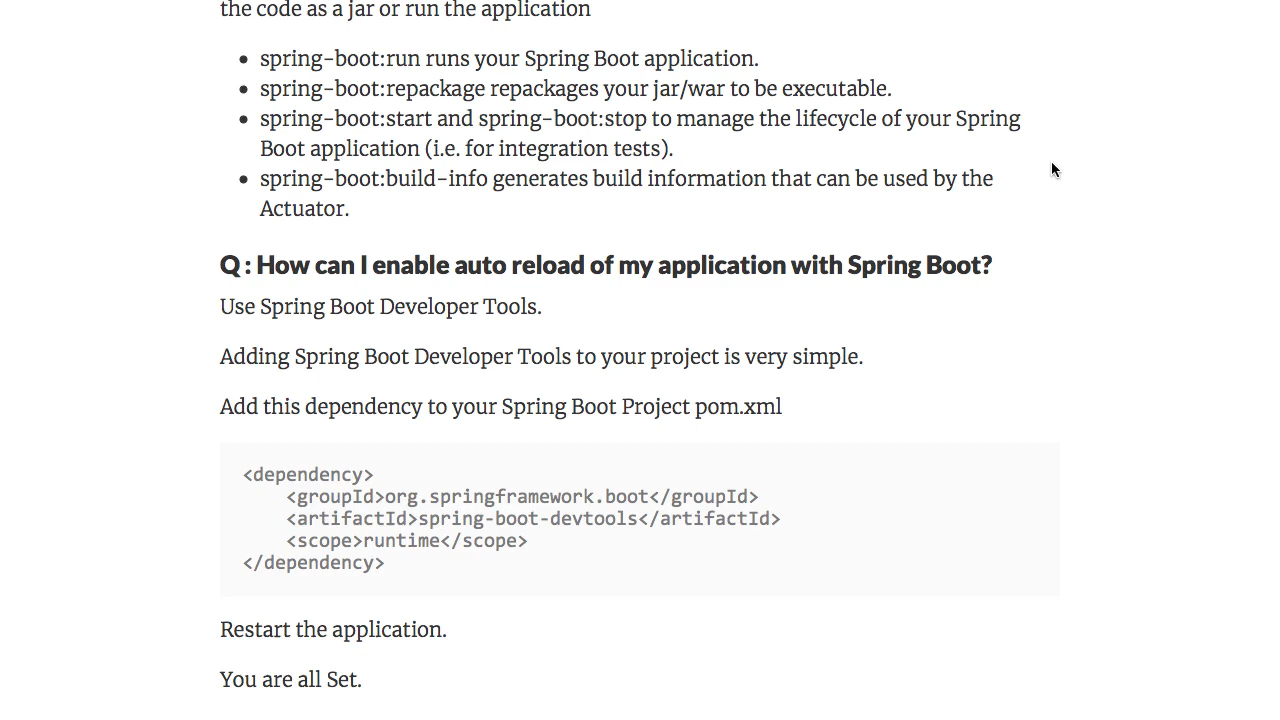 the code as a jar or run the application
• spring-boot:run runs your Spring Boot application.
• spring-boot:repackage repackages your jar/war to be executable.
• spring-boot:start and spring-boot:stop to manage the lifecycle of your Spring
Boot application (i.e. for integration tests).
• spring-boot:build-info generates build information that can be used by the
Actuator.
Q : How can I enable auto reload of my application with Spring Boot?
Use Spring Boot Developer Tools.
Adding Spring Boot Developer Tools to your project is very simple.
Add this dependency to your Spring Boot Project pom.xml
<dependency>
    <groupId>org.springframework.boot</groupId>
    <artifactId>spring-boot-devtools</artifactId>
    <scope>runtime</scope>
</dependency>
Restart the application.
You are all Set.